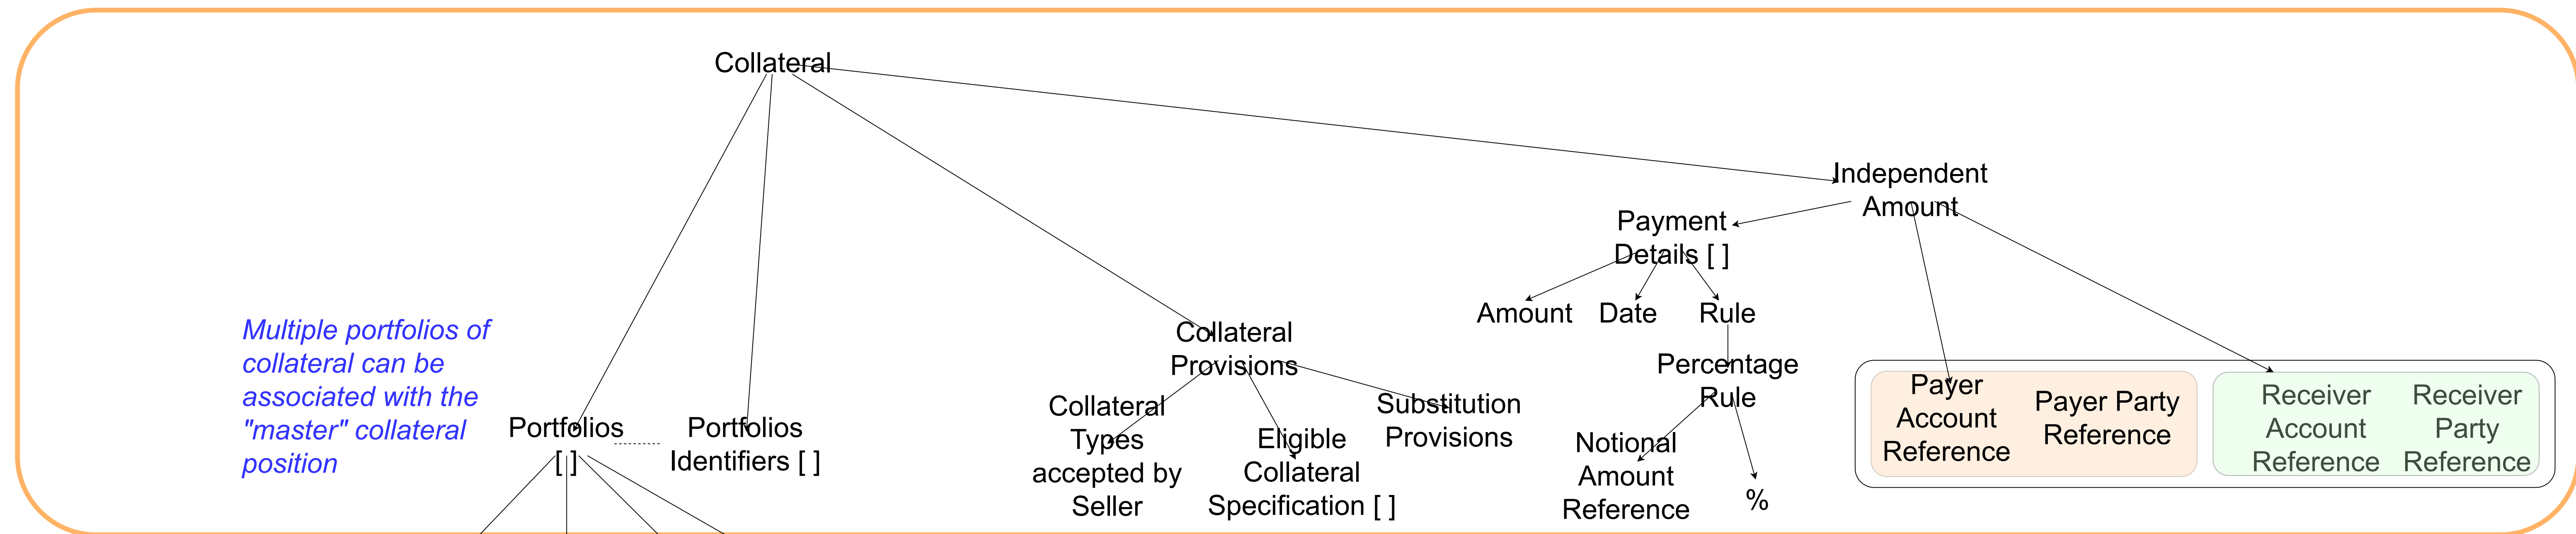 Collateral
Independent
Amount
Payment
Details [ ]
Amount
Date
Rule
Multiple portfolios of
collateral can be
associated with the
"master" collateral
position
Collateral
Provisions
Percentage
Rule
Portfolios
[ ]
Portfolios
Identifiers [ ]
Collateral
Types
accepted by
Seller
Eligible
Collateral
Specification [ ]
Substitution
Provisions
Notional
Amount
Reference
%
Payer
Account
Reference
Payer Party
Reference
Receiver
Account
Reference
Receiver
Party
Reference